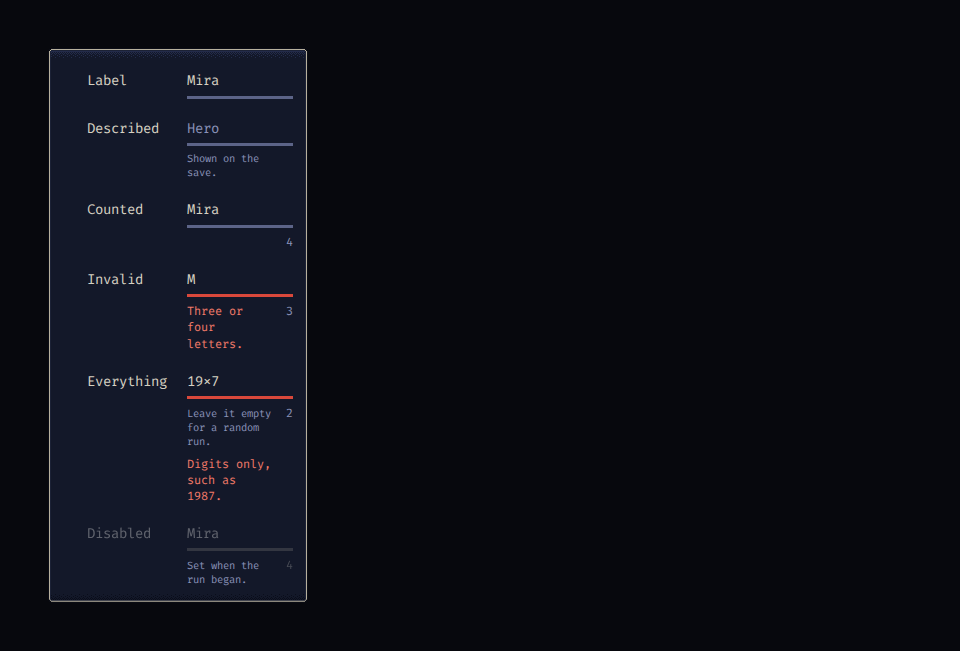 Label Mira
Described Hero
Shown on the
save.
Counted Mira
4
Invalid M
Three or 3
four
letters.
Everything 19×7
Leave it empty 2
for a random
run.
Digits only,
such as
1987.
Disabled Mira
Set when the 4
run began.